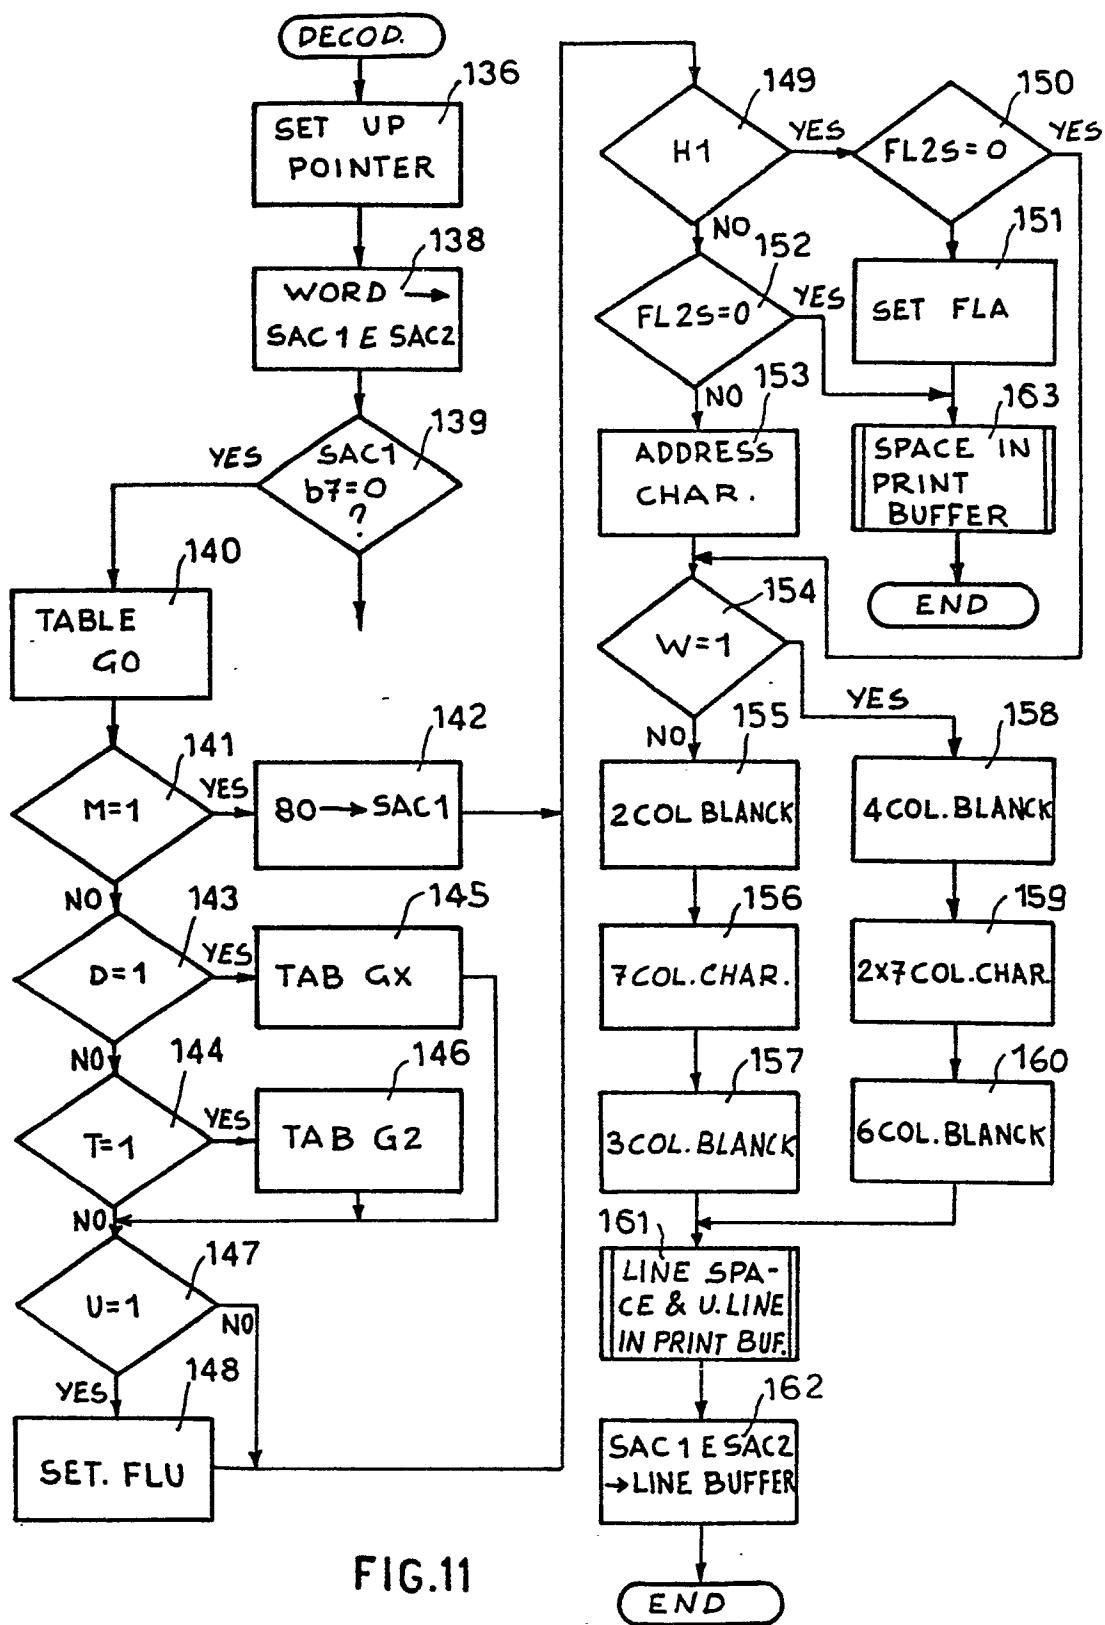 DECOD.
136
SET UP
POINTER
138
WORD →
SAC1 E SAC2
139
YES
SAC1
b7=0
?
140
TABLE
G0
141
M=1
YES
142
80→SAC1
NO
143
D=1
YES
145
TAB GX
NO
144
T=1
YES
146
TAB G2
NO
147
U=1
NO
YES
148
SET. FLU
149
H1
YES
150
FL2S=0
YES
NO
151
SET FLA
152
FL2S=0
YES
NO
153
ADDRESS
CHAR.
163
SPACE IN
PRINT
BUFFER
END
154
W=1
YES
NO
155
2COL BLANCK
158
4COL.BLANCK
156
7COL.CHAR.
159
2x7COL.CHAR.
157
3COL.BLANCK
160
6COL.BLANCK
161
LINE SPA-
CE & U.LINE
IN PRINT BUF.
162
SAC1 E SAC2
→LINE BUFFER
END
FIG.11